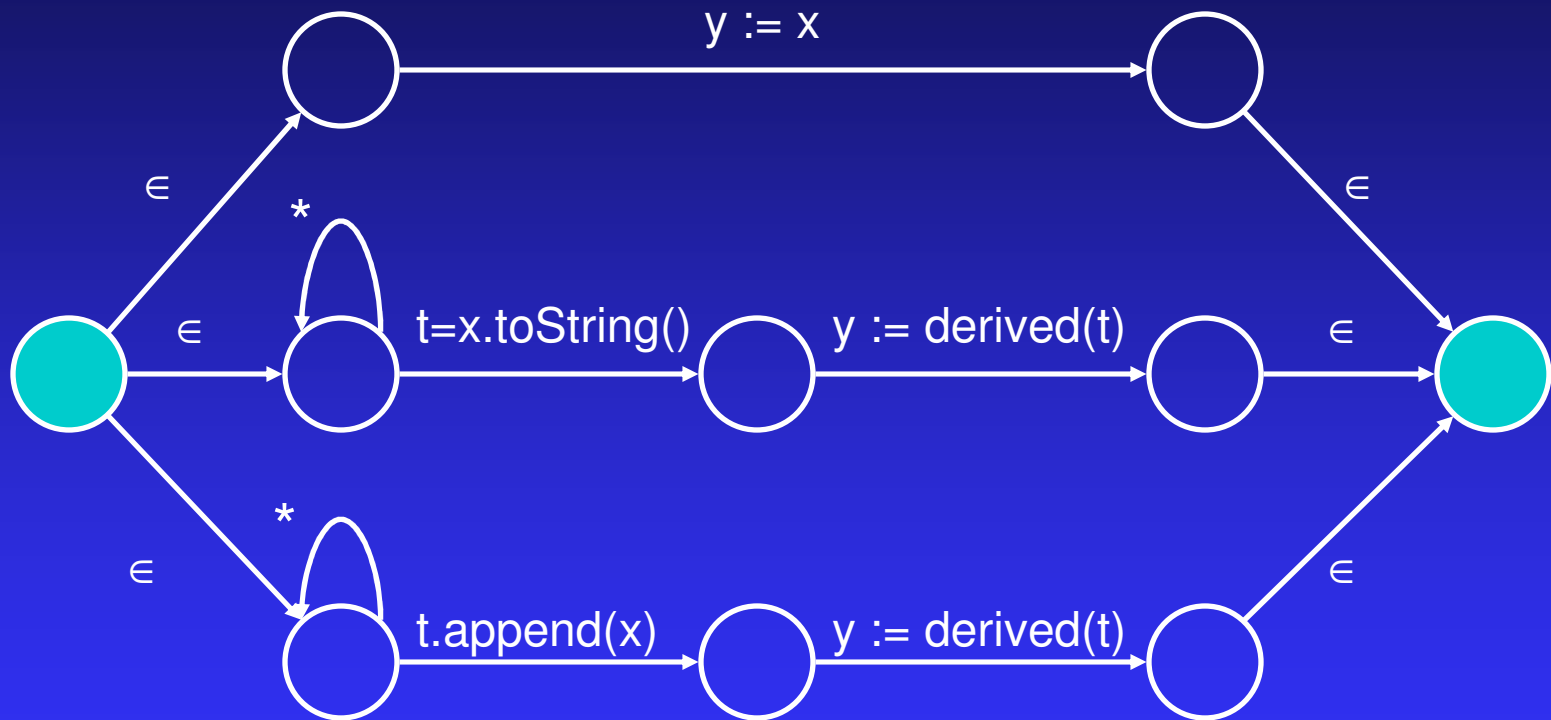 y := x
∈
∈
*
∈
t=x.toString()
y := derived(t)
∈
*
∈
t.append(x)
y := derived(t)
∈